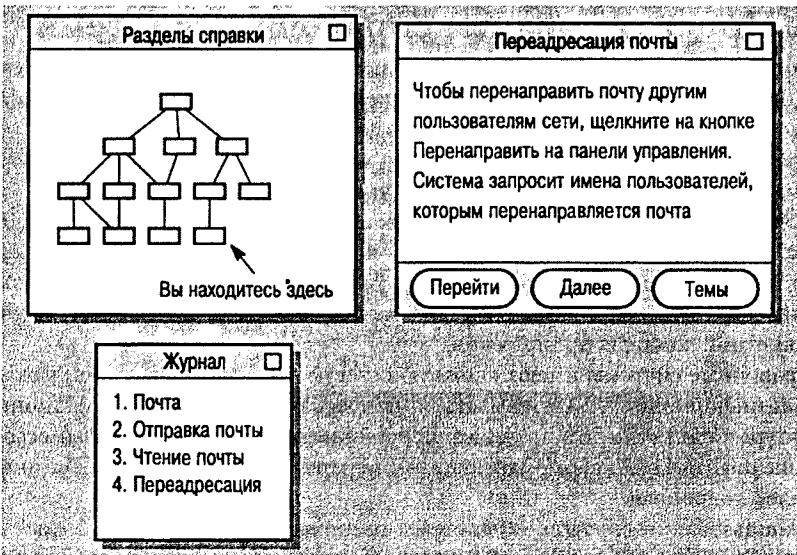 Разделы справки
Вы находитесь здесь
Переадресация почты
Чтобы перенаправить почту другим
пользователям сети, щелкните на кнопке
Перенаправить на панели управления.
Система запросит имена пользователей,
которым перенаправляется почта
Перейти
Далее
Темы
Журнал
1. Почта
2. Отправка почты
3. Чтение почты
4. Переадресация